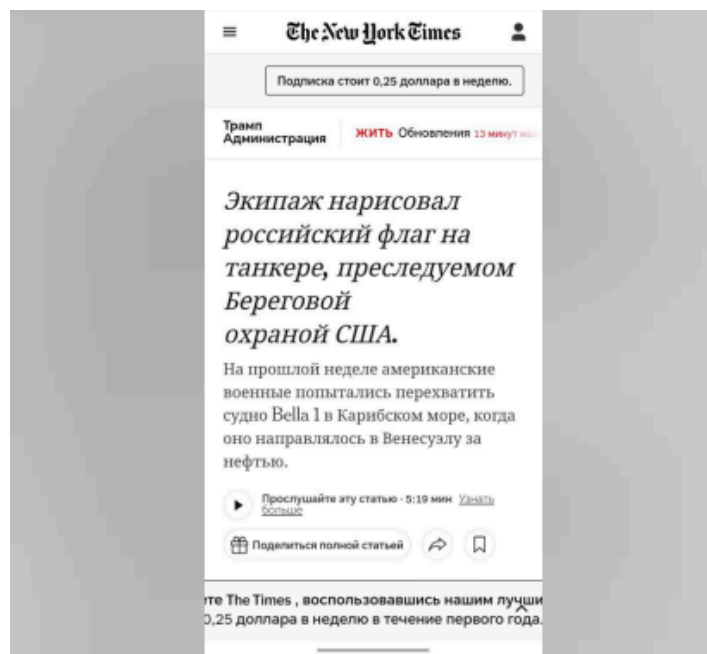 The New York Times
Подписка стоит 0,25 доллара в неделю.
Трамп
Администрация
ЖИТЬ Обновления 13 минут
Экипаж нарисовал
российский флаг на
танкере, преследуемом
Береговой
охраной США.
На прошлой неделе американские
военные попытались перехватить
судно Bella 1 в Карибском море, когда
оно направлялось в Венесуэлу за
нефтью.
Прослушайте эту статью · 5:19 мин Узнать
больше
Поделиться полной статьей
те The Times , воспользовавшись нашим лучши
0,25 доллара в неделю в течение первого года.